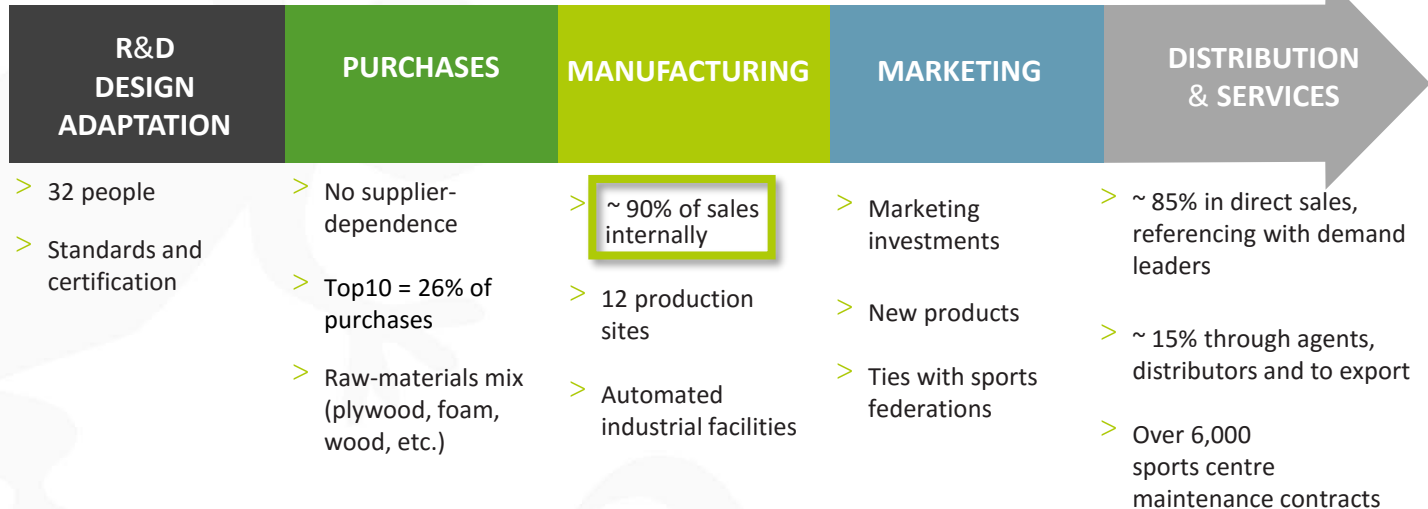 R&D
DESIGN
ADAPTATION
PURCHASES
MANUFACTURING
MARKETING
DISTRIBUTION
& SERVICES
> 32 people
> Standards and
certification
> No supplier-
dependence
> Top10 = 26% of
purchases
> Raw-materials mix
(plywood, foam,
wood, etc.)
> ~ 90% of sales
internally
> 12 production
sites
> Automated
industrial facilities
> Marketing
investments
> New products
> Ties with sports
federations
> ~ 85% in direct sales,
referencing with demand
leaders
> ~ 15% through agents,
distributors and to export
> Over 6,000
sports centre
maintenance contracts